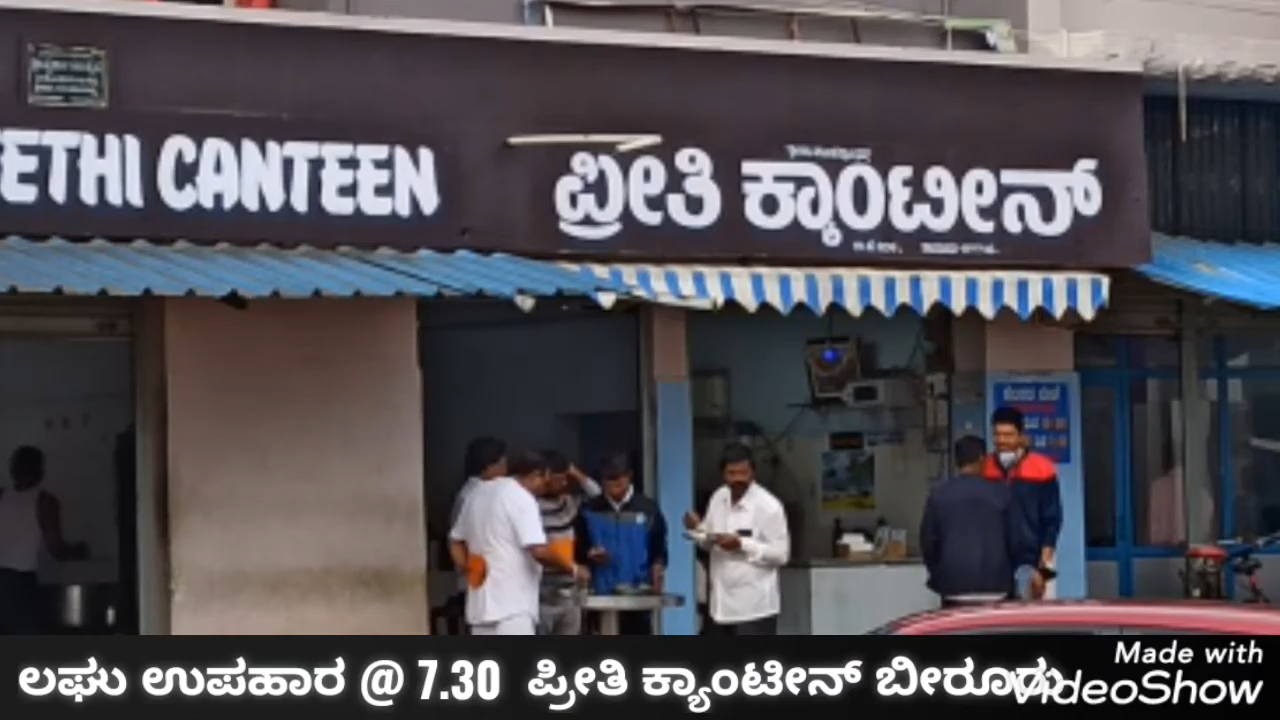 ETHI CANTEEN
ಪ್ರೀತಿ ಕ್ಯಾಂಟೀನ್
ಲಘು ಉಪಹಾರ @ 7.30 ಪ್ರೀತಿ ಕ್ಯಾಂಟೀನ್ ಬೀರೂರು
Made with
VideoShow